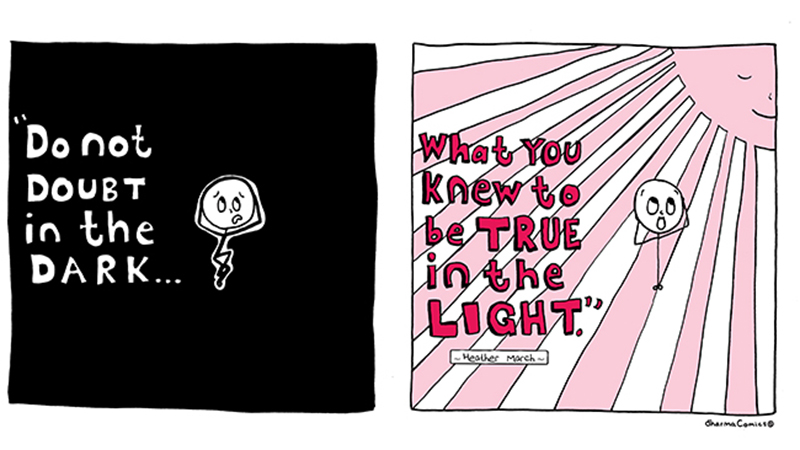 "Do not
DOUBT
in the
DARK...
What You
Knew to
be TRUE
in the
LIGHT."
~ Heather March ~
DharmaComics©